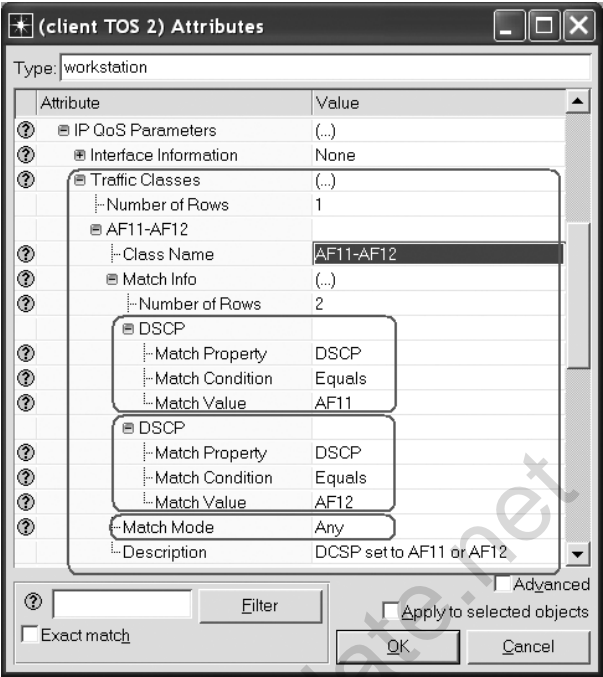 (client TOS 2) Attributes
Type: workstation
Attribute Value
IP QoS Parameters (...)
Interface Information None
Traffic Classes (...)
Number of Rows 1
AF11-AF12
Class Name AF11-AF12
Match Info (...)
Number of Rows 2
DSCP
Match Property DSCP
Match Condition Equals
Match Value AF11
DSCP
Match Property DSCP
Match Condition Equals
Match Value AF12
Match Mode Any
Description DCSP set to AF11 or AF12
Advanced
Filter
Apply to selected objects
Exact match
OK Cancel